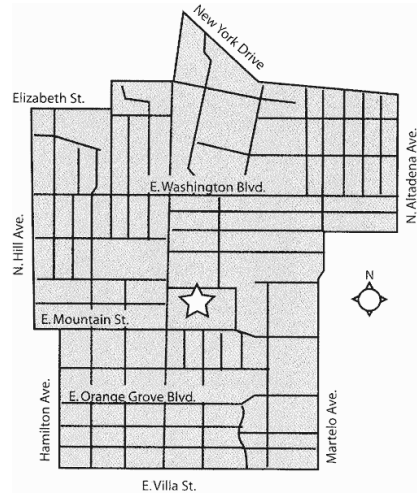 New York Drive
Elizabeth St.
N. Altadena Ave.
E. Washington Blvd.
N. Hill Ave.
N
E. Mountain St.
Hamilton Ave.
E. Orange Grove Blvd.
Martelo Ave.
E. Villa St.